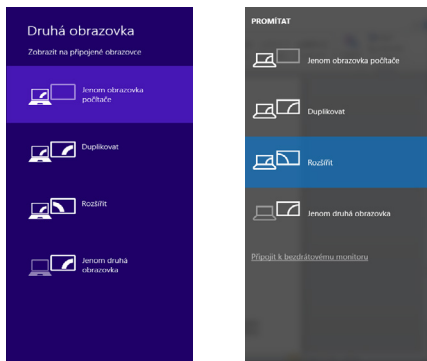 Druhá obrazovka
Zobrazit na připojené obrazovce
Jenom obrazovka
počítače
Duplikovat
Rozšířit
Jenom druhá
obrazovka
PROMÍTAT
Jenom obrazovka počítače
Duplikovat
Rozšířit
Jenom druhá obrazovka
Připojit k bezdrátovému monitoru